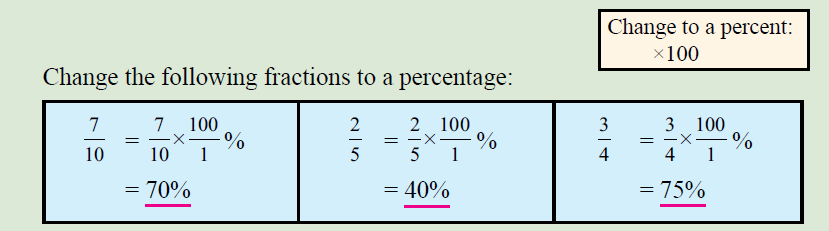 Change to a percent:
×100
Change the following fractions to a percentage:
7/10 = 7/10 × 100/1 %
= 70%
2/5 = 2/5 × 100/1 %
= 40%
3/4 = 3/4 × 100/1 %
= 75%